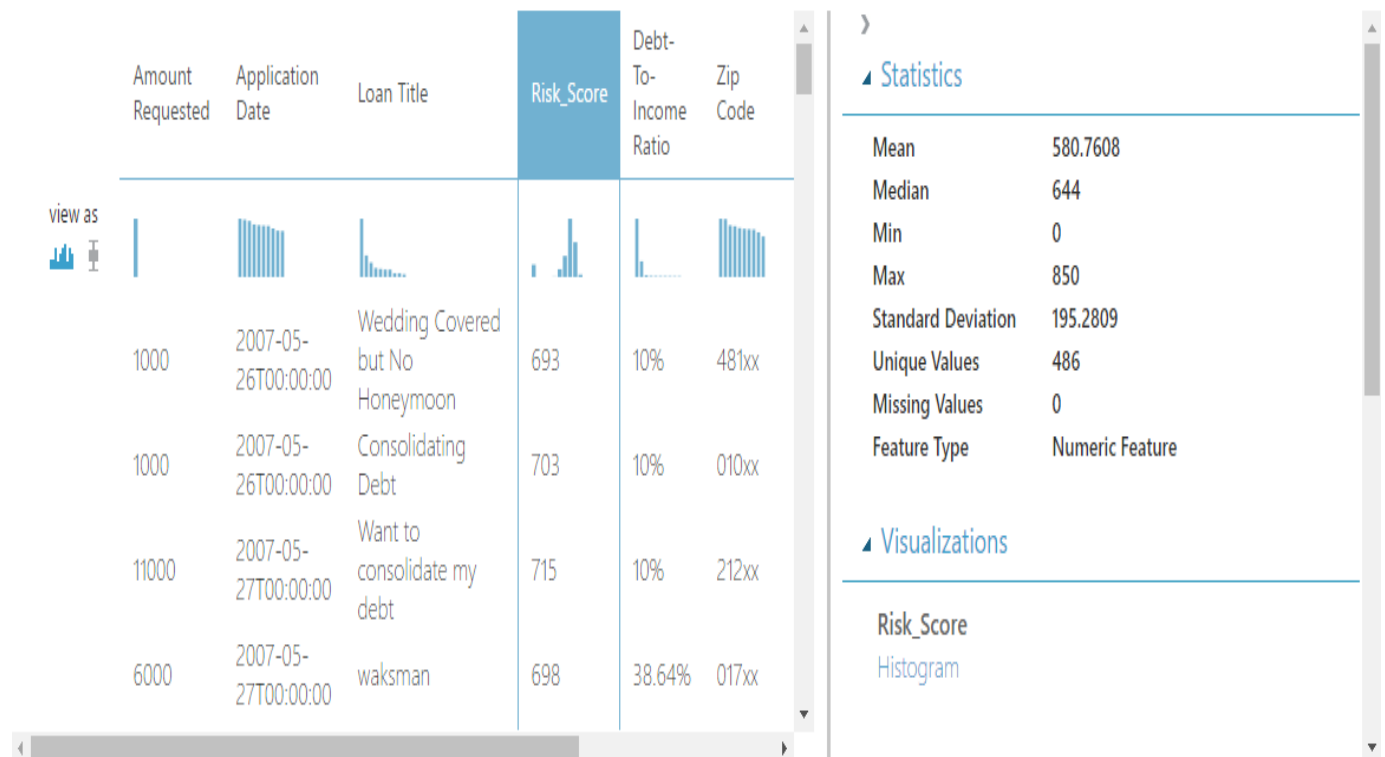 Amount Requested
Application Date
Loan Title
Risk_Score
Debt-To-Income Ratio
Zip Code
view as
1000
2007-05-26T00:00:00
Wedding Covered but No Honeymoon
693
10%
481xx
1000
2007-05-26T00:00:00
Consolidating Debt
703
10%
010xx
11000
2007-05-27T00:00:00
Want to consolidate my debt
715
10%
212xx
6000
2007-05-27T00:00:00
waksman
698
38.64%
017xx
Statistics
Mean 580.7608
Median 644
Min 0
Max 850
Standard Deviation 195.2809
Unique Values 486
Missing Values 0
Feature Type Numeric Feature
Visualizations
Risk_Score
Histogram